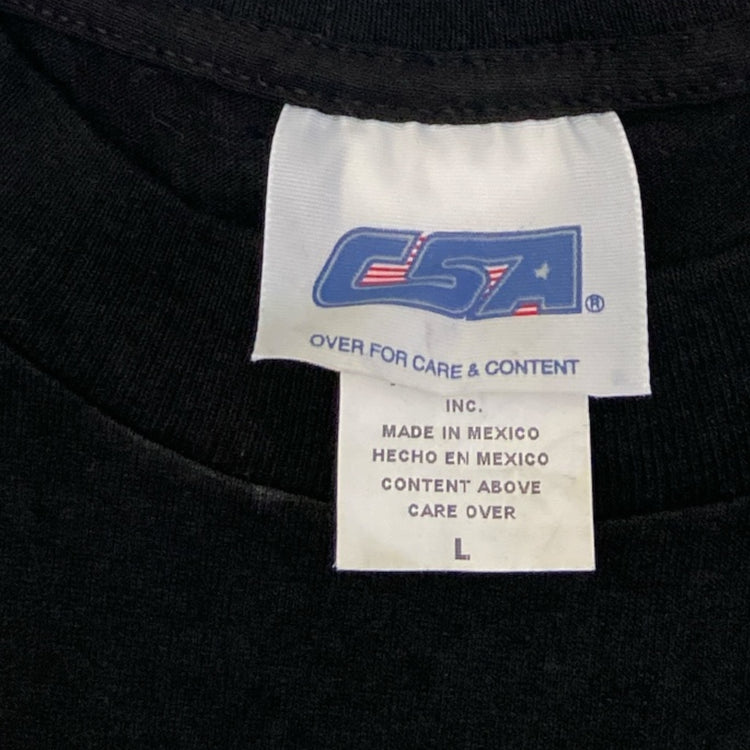 CSA®
OVER FOR CARE & CONTENT
INC.
MADE IN MEXICO
HECHO EN MEXICO
CONTENT ABOVE
CARE OVER
L